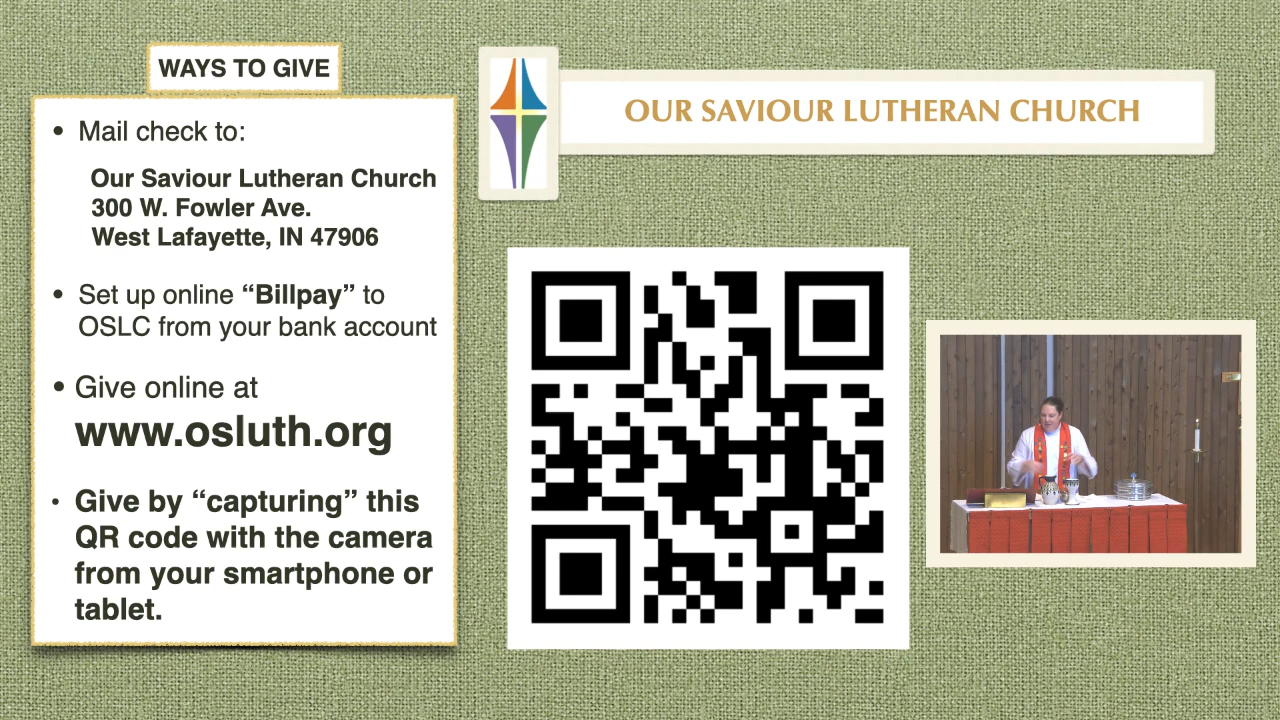 WAYS TO GIVE
• Mail check to:
Our Saviour Lutheran Church
300 W. Fowler Ave.
West Lafayette, IN 47906
• Set up online “Billpay” to
OSLC from your bank account
• Give online at
www.osluth.org
• Give by “capturing” this
QR code with the camera
from your smartphone or
tablet.
OUR SAVIOUR LUTHERAN CHURCH